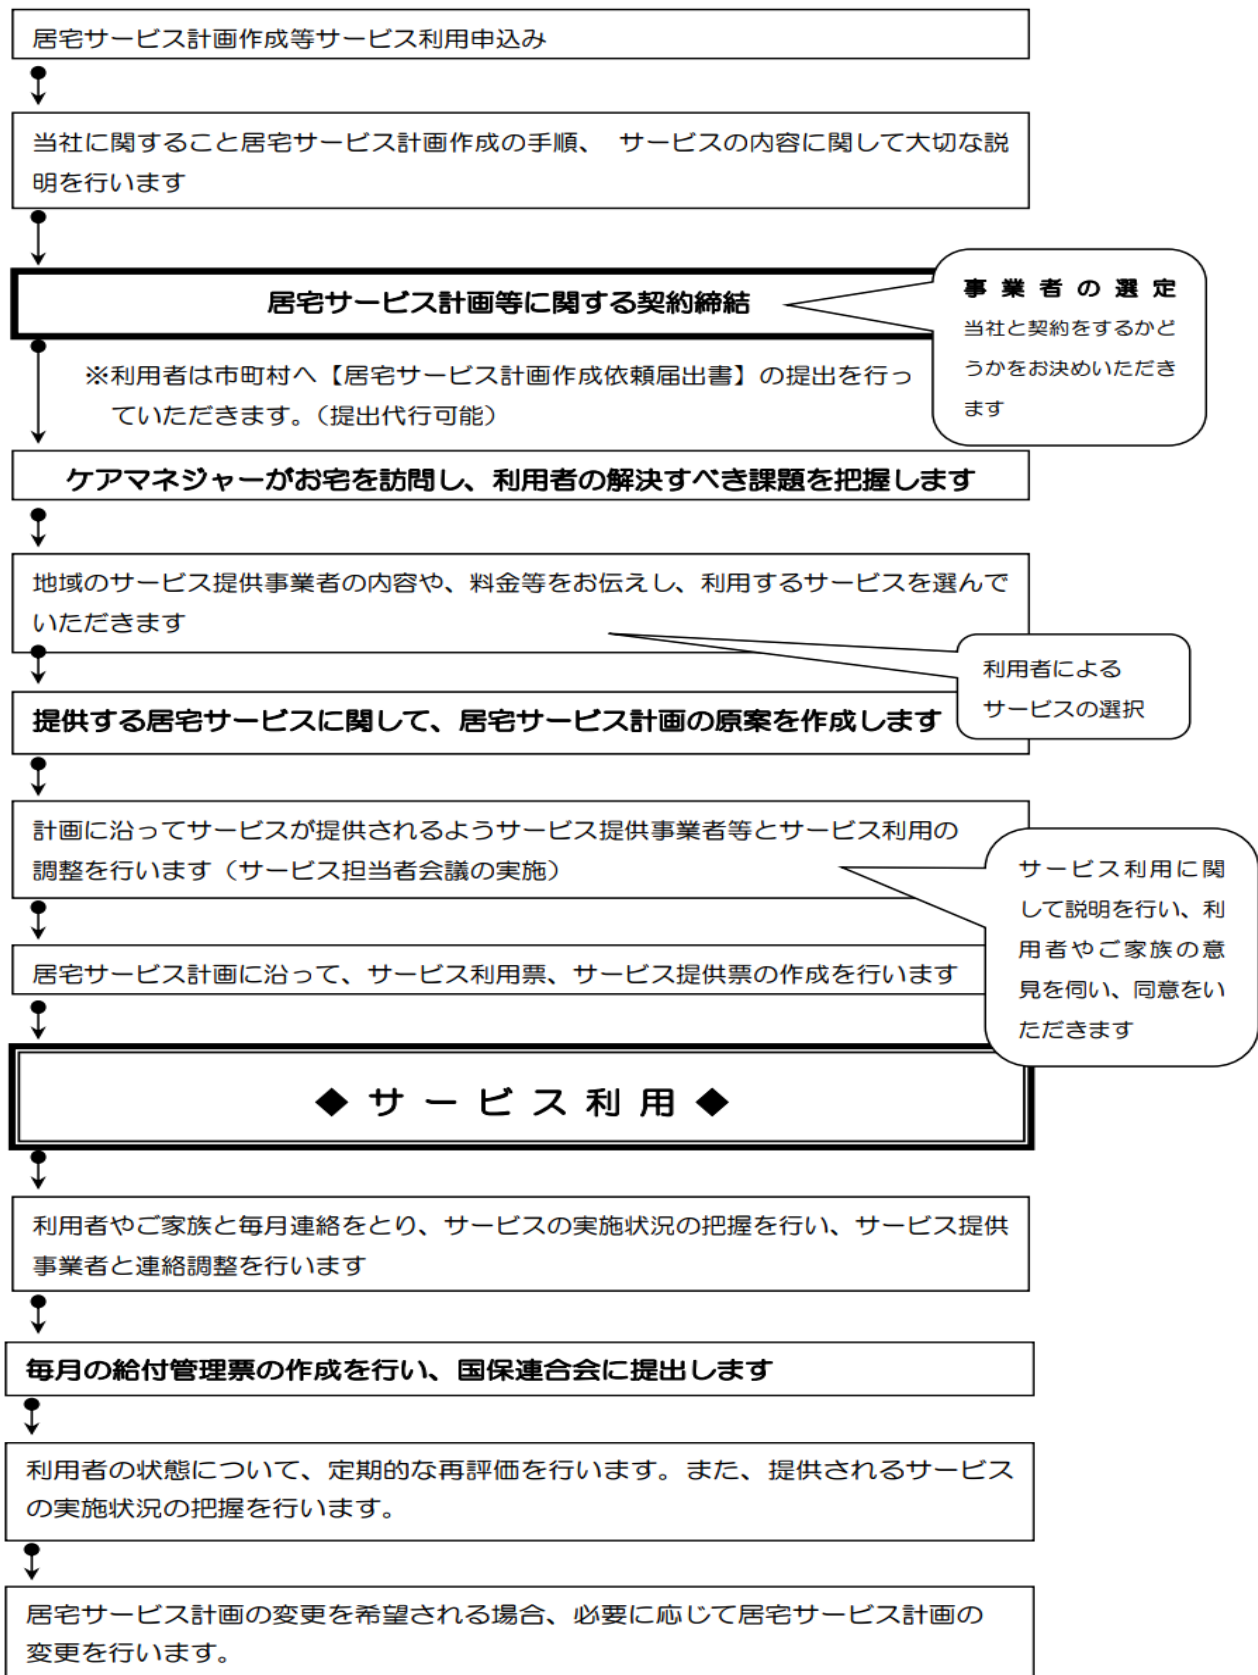 居宅サービス計画作成等サービス利用申込み
当社に関すること居宅サービス計画作成の手順、 サービスの内容に関して大切な説
明を行います
居宅サービス計画等に関する契約締結
事業者の選定
当社と契約をするかど
うかをお決めいただき
ます
※利用者は市町村へ【居宅サービス計画作成依頼届出書】の提出を行っ
ていただきます。（提出代行可能）
ケアマネジャーがお宅を訪問し、利用者の解決すべき課題を把握します
地域のサービス提供事業者の内容や、料金等をお伝えし、利用するサービスを選んで
いただきます
利用者による
サービスの選択
提供する居宅サービスに関して、居宅サービス計画の原案を作成します
計画に沿ってサービスが提供されるようサービス提供事業者等とサービス利用の
調整を行います（サービス担当者会議の実施）
サービス利用に関
して説明を行い、利
用者やご家族の意
見を伺い、同意をい
ただきます
居宅サービス計画に沿って、サービス利用票、サービス提供票の作成を行います
◆サービス利用◆
利用者やご家族と毎月連絡をとり、サービスの実施状況の把握を行い、サービス提供
事業者と連絡調整を行います
毎月の給付管理票の作成を行い、国保連合会に提出します
利用者の状態について、定期的な再評価を行います。また、提供されるサービス
の実施状況の把握を行います。
居宅サービス計画の変更を希望される場合、必要に応じて居宅サービス計画の
変更を行います。